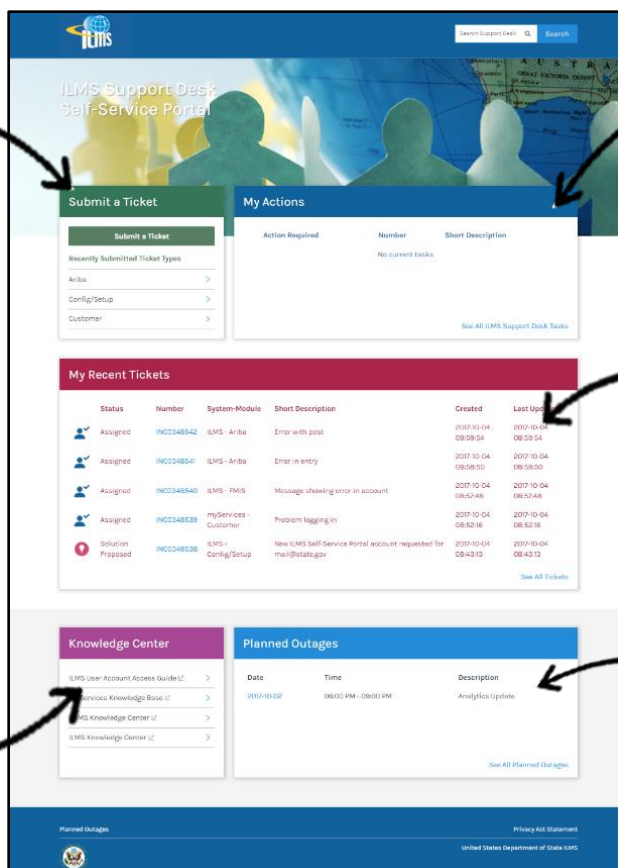 ILMS
Search Support Desk
Search
AUSTRA
GREAT VICTORIA DESERT
ILMS Support Desk
Self-Service Portal
Submit a Ticket
Submit a Ticket
Recently Submitted Ticket Types
Ariba
Config/Setup
Customer
My Actions
Action Required Number Short Description
No current tasks
See All ILMS Support Desk Tasks
My Recent Tickets
Status Number System-Module Short Description Created Last
Assigned INC0348542 ILMS - Ariba Error with post 2017-10-04 08:59:54 2017-10-04 08:59:54
Assigned INC0348541 ILMS - Ariba Error in entry 2017-10-04 08:58:50 2017-10-04 08:58:50
Assigned INC0348540 ILMS - FMIS Message showing error in account 2017-10-04 08:57:48 2017-10-04 08:57:48
Assigned INC0348539 myServices - Customer Problem logging in 2017-10-04 08:52:16 2017-10-04 08:52:16
Solution Proposed INC0348538 ILMS - Config/Setup New ILMS Self-Service Portal account requested for mail@state.gov 2017-10-04 08:43:13 2017-10-04 08:43:13
See All Tickets
Knowledge Center
ILMS User Account Access Guide
Knowledge Base
Knowledge Center
ILMS Knowledge Center
Planned Outages
Date Time Description
2017-10-02 06:00 PM - 09:00 PM Analytics Update
See All Planned Outages
Planned Outages
Privacy Act Statement
United States Department of State ILMS